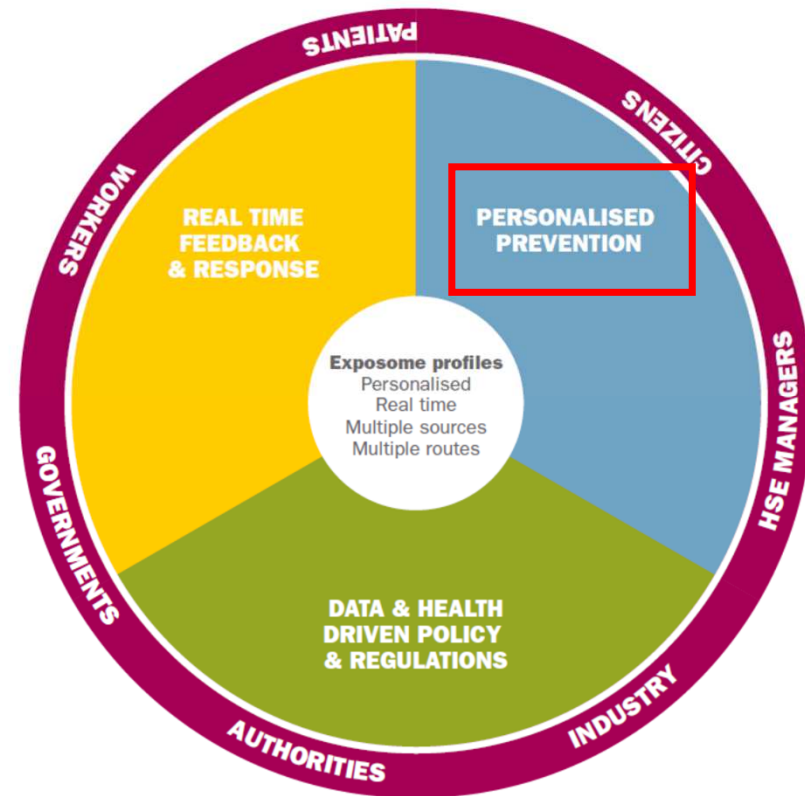 PATIENTS
CITIZENS
WORKERS
REAL TIME
FEEDBACK
& RESPONSE
PERSONALISED
PREVENTION
Exposome profiles
Personalised
Real time
Multiple sources
Multiple routes
HSE MANAGERS
GOVERNMENTS
DATA & HEALTH
DRIVEN POLICY
& REGULATIONS
INDUSTRY
AUTHORITIES